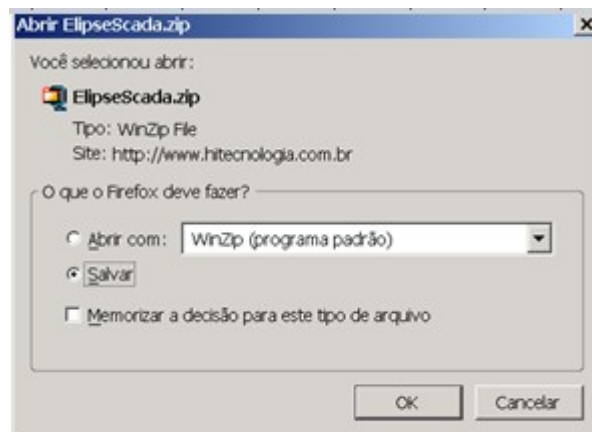 Abrir ElipseScada.zip
Você selecionou abrir:
ElipseScada.zip
Tipo: WinZip File
Site: http://www.hitecnologia.com.br
O que o Firefox deve fazer?
Abrir com: WinZip (programa padrão)
Salvar
Memorizar a decisão para este tipo de arquivo
OK Cancelar